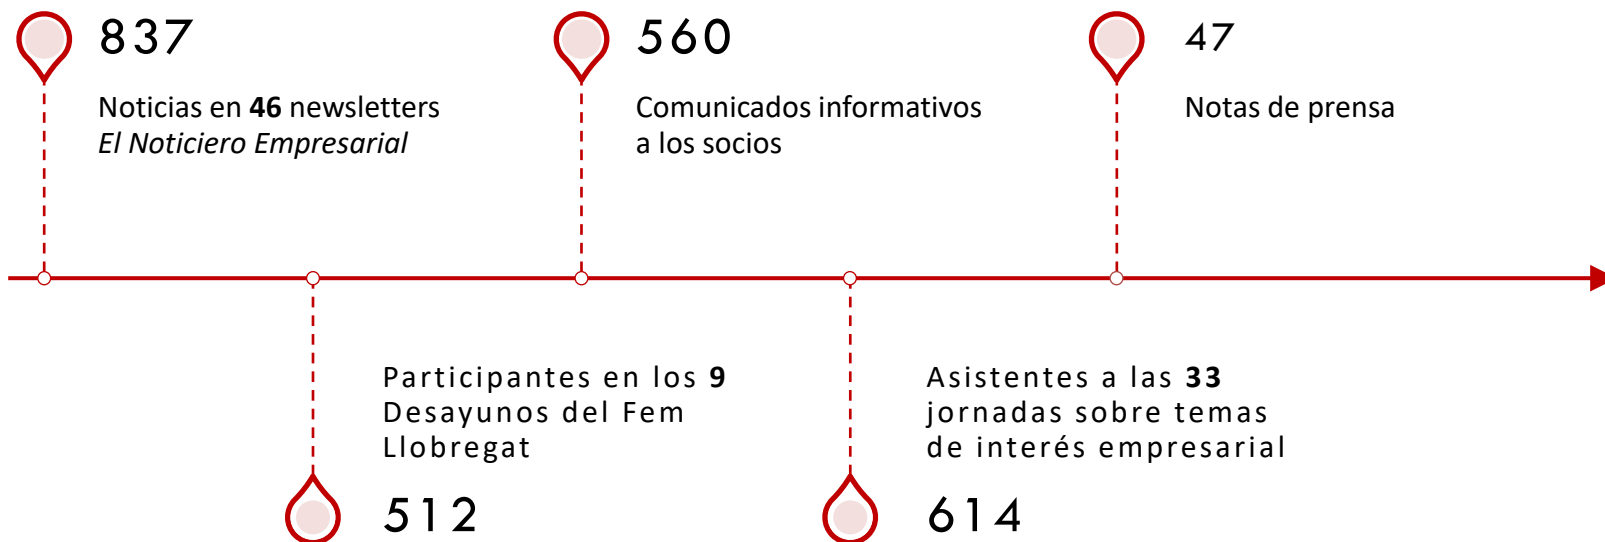 837
Noticias en 46 newsletters
El Noticiero Empresarial
560
Comunicados informativos
a los socios
47
Notas de prensa
Participantes en los 9
Desayunos del Fem
Llobregat
512
Asistentes a las 33
jornadas sobre temas
de interés empresarial
614